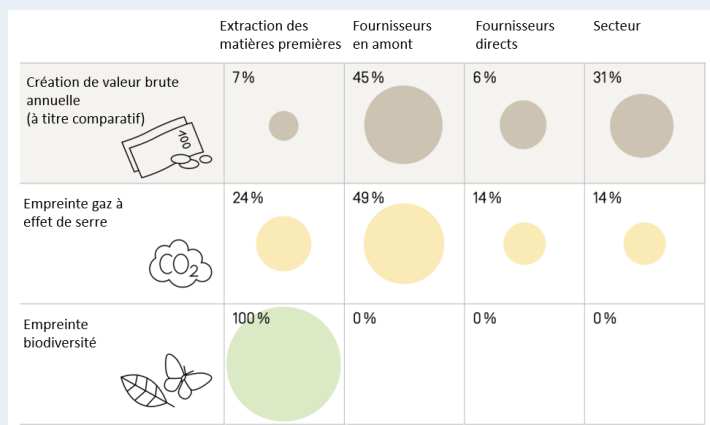 Extraction des
matières premières
Fournisseurs
en amont
Fournisseurs
directs
Secteur
Création de valeur brute
annuelle
(à titre comparatif)
100
7 %
45 %
6 %
31 %
Empreinte gaz à
effet de serre
CO2
24 %
49 %
14 %
14 %
Empreinte
biodiversité
100 %
0 %
0 %
0 %